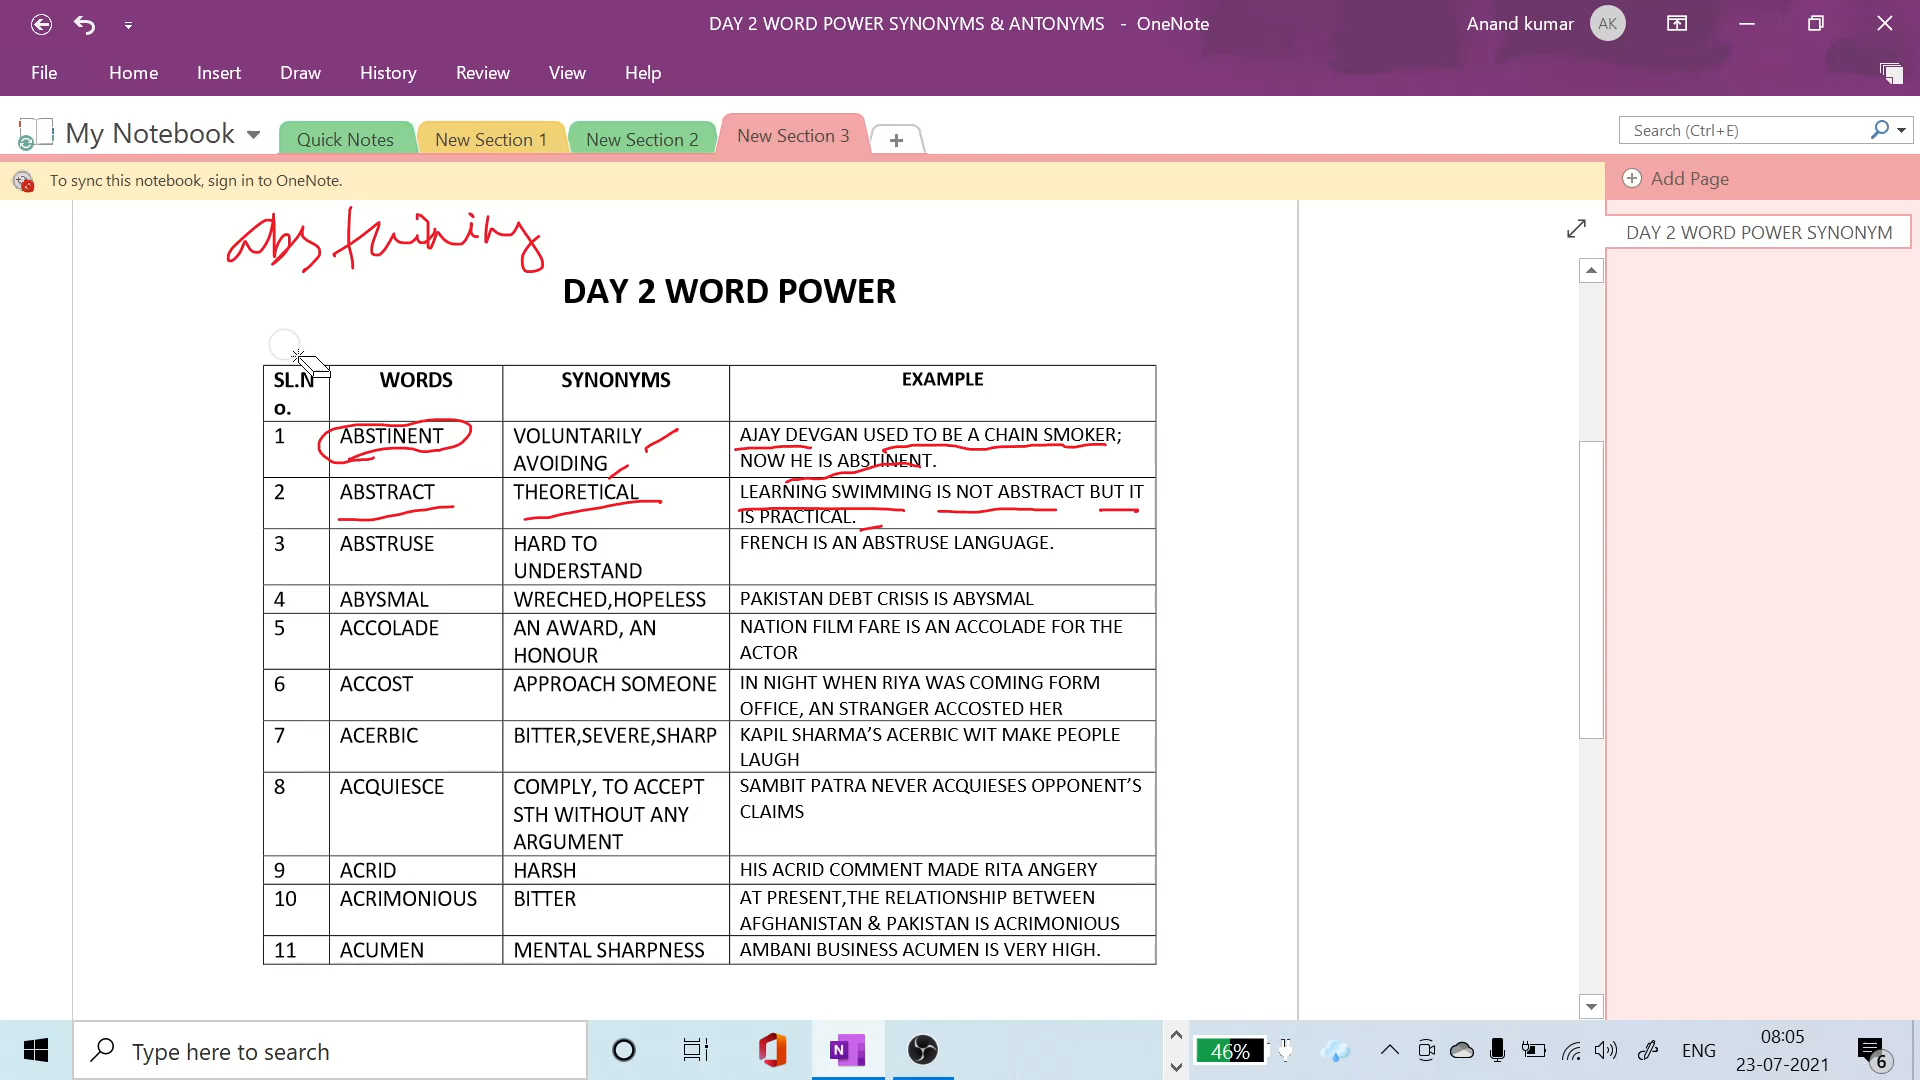 DAY 2 WORD POWER SYNONYMS & ANTONYMS - OneNote
Anand kumar AK
File Home Insert Draw History Review View Help
My Notebook Quick Notes New Section 1 New Section 2 New Section 3
Search (Ctrl+E)
To sync this notebook, sign in to OneNote.
Add Page
DAY 2 WORD POWER SYNONYM
abstaining
DAY 2 WORD POWER
SL.N WORDS SYNONYMS EXAMPLE
o.
1 ABSTINENT VOLUNTARILY AJAY DEVGAN USED TO BE A CHAIN SMOKER;
AVOIDING NOW HE IS ABSTINENT.
2 ABSTRACT THEORETICAL LEARNING SWIMMING IS NOT ABSTRACT BUT IT
IS PRACTICAL.
3 ABSTRUSE HARD TO FRENCH IS AN ABSTRUSE LANGUAGE.
UNDERSTAND
4 ABYSMAL WRECHED,HOPELESS PAKISTAN DEBT CRISIS IS ABYSMAL
5 ACCOLADE AN AWARD, AN NATION FILM FARE IS AN ACCOLADE FOR THE
HONOUR ACTOR
6 ACCOST APPROACH SOMEONE IN NIGHT WHEN RIYA WAS COMING FORM
OFFICE, AN STRANGER ACCOSTED HER
7 ACERBIC BITTER,SEVERE,SHARP KAPIL SHARMA'S ACERBIC WIT MAKE PEOPLE
LAUGH
8 ACQUIESCE COMPLY, TO ACCEPT SAMBIT PATRA NEVER ACQUIESES OPPONENT'S
STH WITHOUT ANY CLAIMS
ARGUMENT
9 ACRID HARSH HIS ACRID COMMENT MADE RITA ANGERY
10 ACRIMONIOUS BITTER AT PRESENT,THE RELATIONSHIP BETWEEN
AFGHANISTAN & PAKISTAN IS ACRIMONIOUS
11 ACUMEN MENTAL SHARPNESS AMBANI BUSINESS ACUMEN IS VERY HIGH.
Type here to search
46%
ENG
08:05
23-07-2021
6